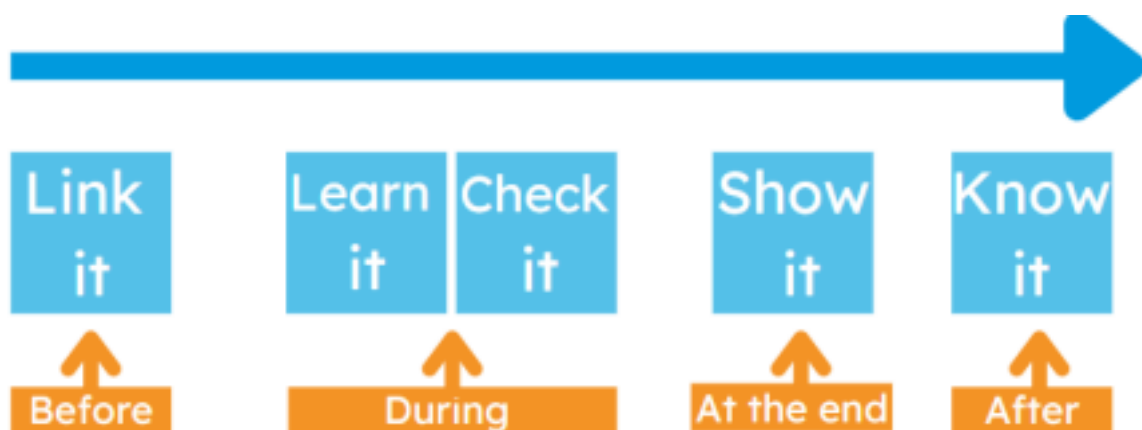 Link
it
Learn
it
Check
it
Show
it
Know
it
Before
During
At the end
After